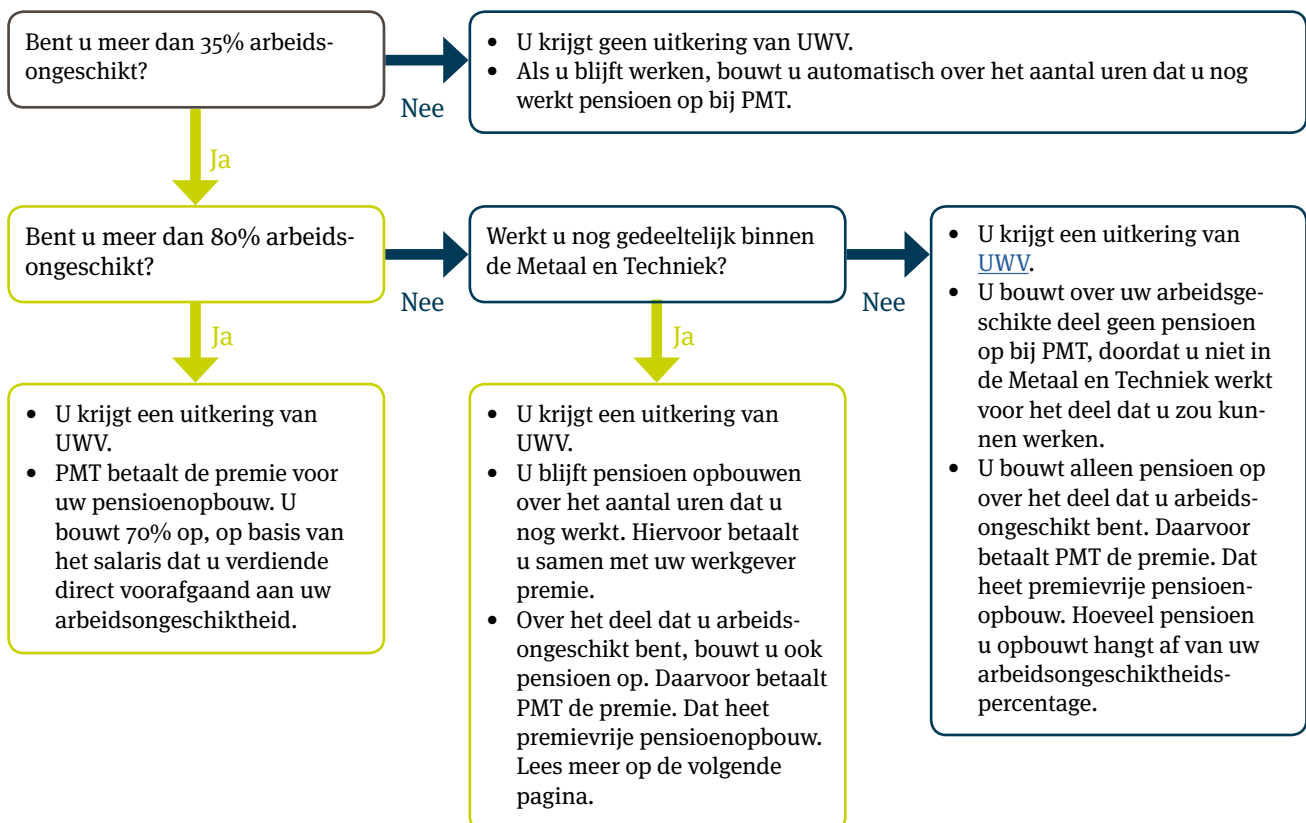 Bent u meer dan 35% arbeids-
ongeschikt?
Nee
• U krijgt geen uitkering van UWV.
• Als u blijft werken, bouwt u automatisch over het aantal uren dat u nog
werkt pensioen op bij PMT.
Ja
Bent u meer dan 80% arbeids-
ongeschikt?
Nee
Werkt u nog gedeeltelijk binnen
de Metaal en Techniek?
Nee
• U krijgt een uitkering van
UWV.
• U bouwt over uw arbeidsge-
schikte deel geen pensioen
op bij PMT, doordat u niet in
de Metaal en Techniek werkt
voor het deel dat u zou kun-
nen werken.
• U bouwt alleen pensioen op
over het deel dat u arbeids-
ongeschikt bent. Daarvoor
betaalt PMT de premie. Dat
heet premievrije pensioen-
opbouw. Hoeveel pensioen
u opbouwt hangt af van uw
arbeidsongeschiktheids-
percentage.
Ja
• U krijgt een uitkering van
UWV.
• PMT betaalt de premie voor
uw pensioenopbouw. U
bouwt 70% op, op basis van
het salaris dat u verdiende
direct voorafgaand aan uw
arbeidsongeschiktheid.
Ja
• U krijgt een uitkering van
UWV.
• U blijft pensioen opbouwen
over het aantal uren dat u
nog werkt. Hiervoor betaalt
u samen met uw werkgever
premie.
• Over het deel dat u arbeids-
ongeschikt bent, bouwt u ook
pensioen op. Daarvoor betaalt
PMT de premie. Dat heet
premievrije pensioenopbouw.
Lees meer op de volgende
pagina.